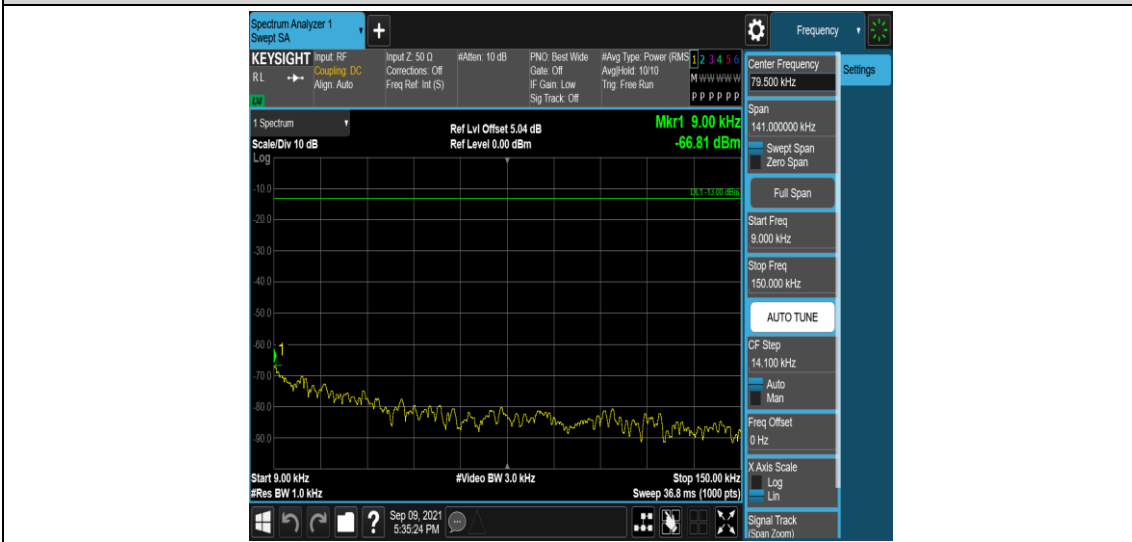 Spectrum Analyzer 1
Swept SA
+
Frequency
KEYSIGHT
RL
LXI
Input: RF
Coupling: DC
Align: Auto
Input Z: 50 Ω
Corrections: Off
Freq Ref: Int (S)
#Atten: 10 dB
PNO: Best Wide
Gate: Off
IF Gain: Low
Sig Track: Off
#Avg Type: Power (RMS
Avg|Hold: 10/10
Trig: Free Run
1 2 3 4 5 6
M W W W W W
P P P P P P
1 Spectrum
Scale/Div 10 dB
Log
Ref Lvl Offset 5.04 dB
Ref Level 0.00 dBm
Mkr1 9.00 kHz
-66.81 dBm
DL1 -13.00 dBm
-10.0
-20.0
-30.0
-40.0
-50.0
-60.0
1
-70.0
-80.0
-90.0
Start 9.00 kHz
#Video BW 3.0 kHz
Stop 150.00 kHz
#Res BW 1.0 kHz
Sweep 36.8 ms (1000 pts)
?
Sep 09, 2021
5:35:24 PM
Settings
Center Frequency
79.500 kHz
Span
141.000000 kHz
Swept Span
Zero Span
Full Span
Start Freq
9.000 kHz
Stop Freq
150.000 kHz
AUTO TUNE
CF Step
14.100 kHz
Auto
Man
Freq Offset
0 Hz
X Axis Scale
Log
Lin
Signal Track
(Span Zoom)